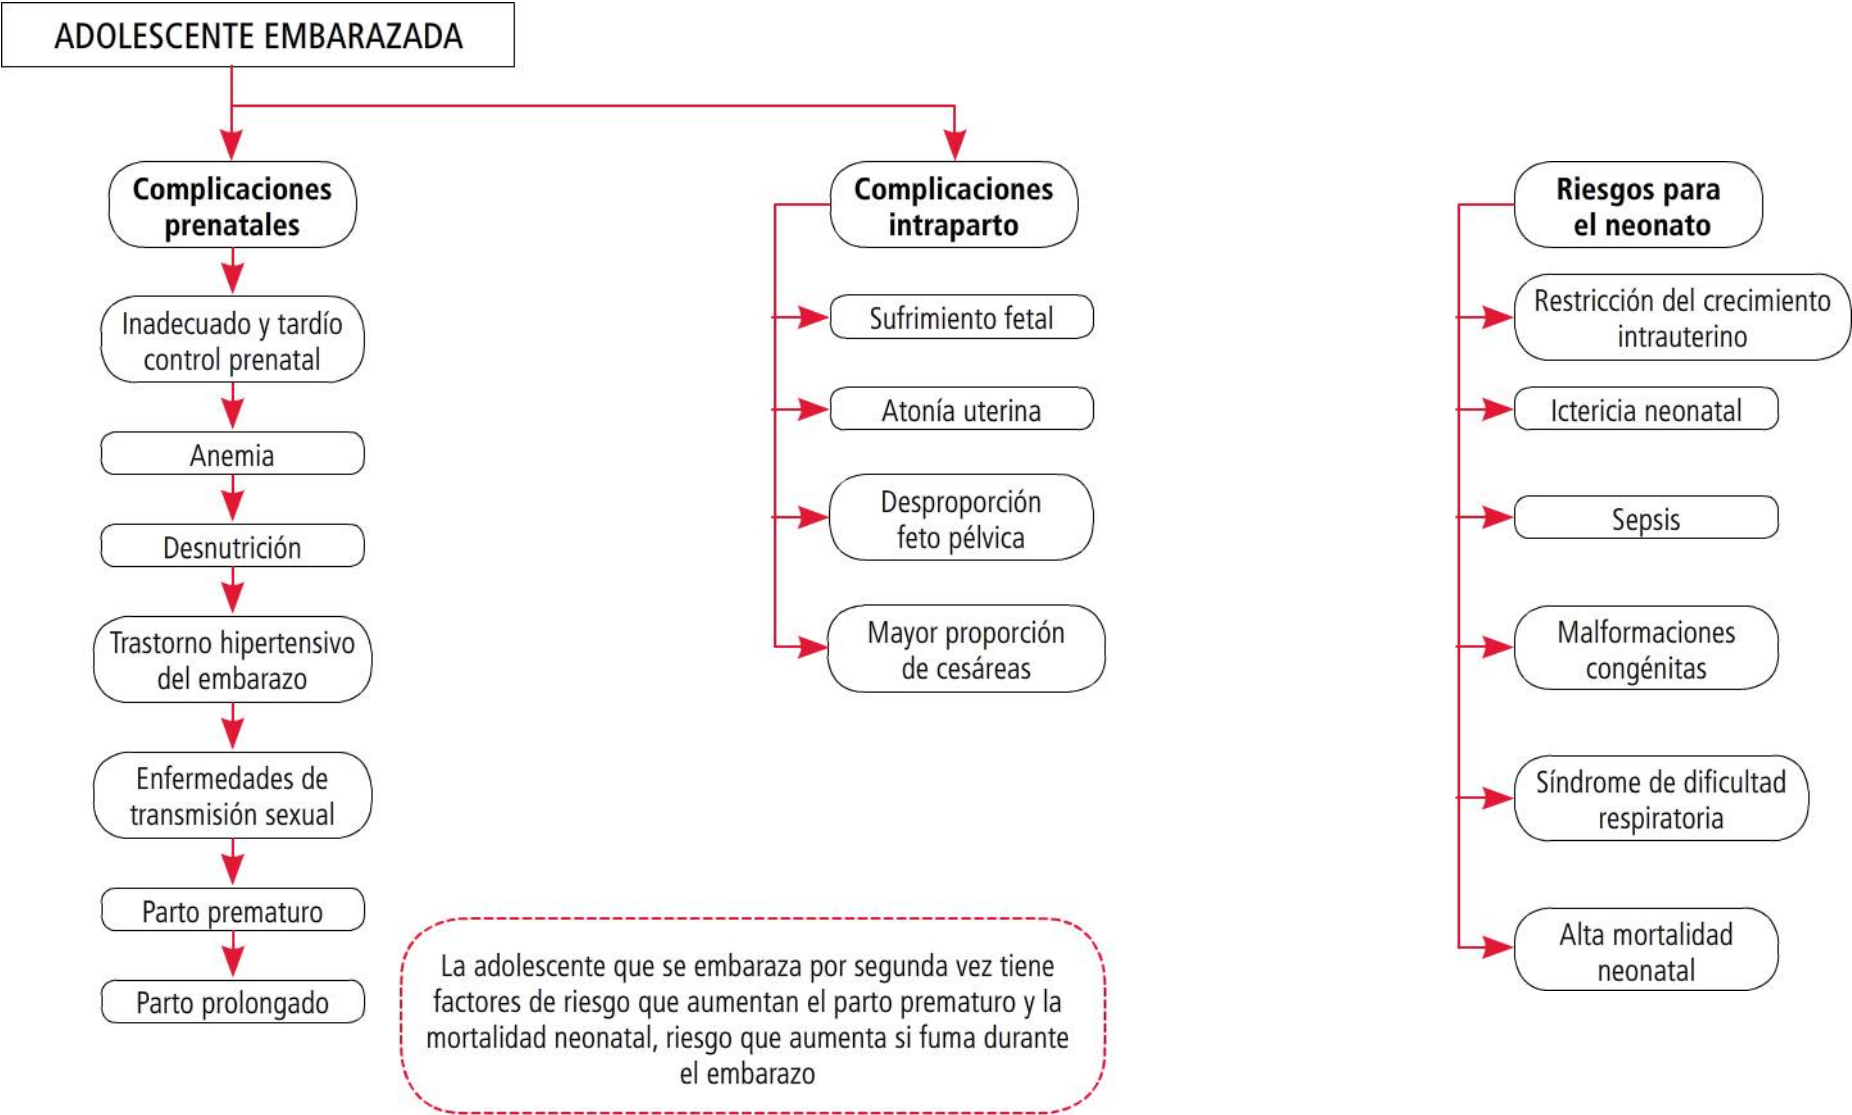 ADOLESCENTE EMBARAZADA
Complicaciones
prenatales
Inadecuado y tardío
control prenatal
Anemia
Desnutrición
Trastorno hipertensivo
del embarazo
Enfermedades de
transmisión sexual
Parto prematuro
Parto prolongado
Complicaciones
intraparto
Sufrimiento fetal
Atonía uterina
Desproporción
feto pélvica
Mayor proporción
de cesáreas
La adolescente que se embaraza por segunda vez tiene
factores de riesgo que aumentan el parto prematuro y la
mortalidad neonatal, riesgo que aumenta si fuma durante
el embarazo
Riesgos para
el neonato
Restricción del crecimiento
intrauterino
Ictericia neonatal
Sepsis
Malformaciones
congénitas
Síndrome de dificultad
respiratoria
Alta mortalidad
neonatal